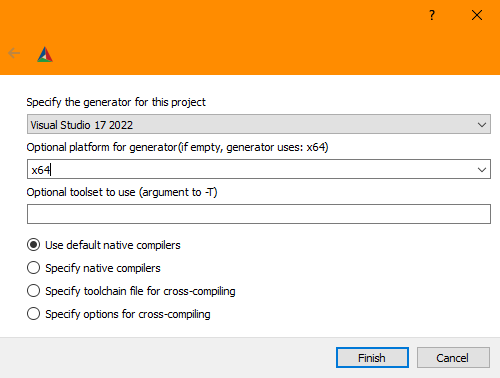 ?
Specify the generator for this project
Visual Studio 17 2022
Optional platform for generator(if empty, generator uses: x64)
x64
Optional toolset to use (argument to -T)
Use default native compilers
Specify native compilers
Specify toolchain file for cross-compiling
Specify options for cross-compiling
Finish Cancel